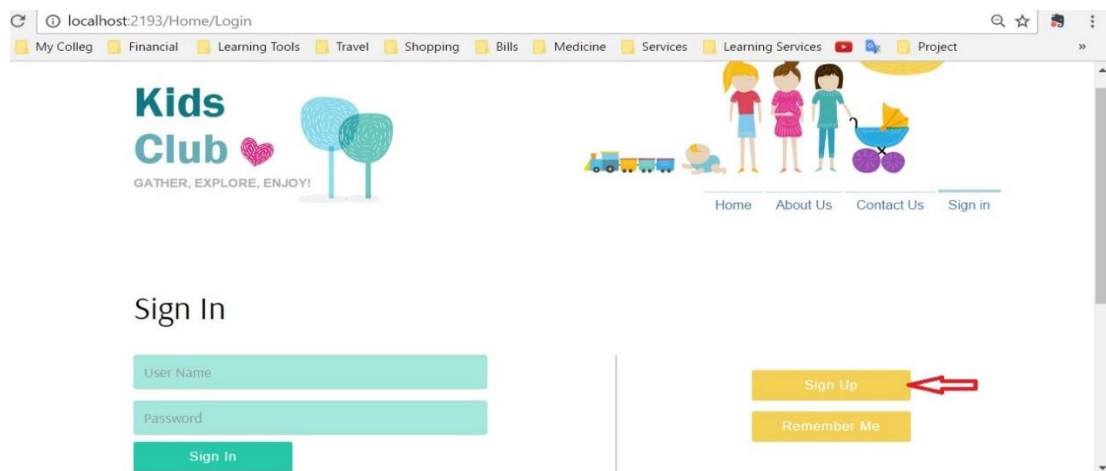 localhost:2193/Home/Login
My Colleg Financial Learning Tools Travel Shopping Bills Medicine Services Learning Services Project »
Kids
Club
GATHER, EXPLORE, ENJOY!
Home About Us Contact Us Sign in
Sign In
User Name
Password
Sign In
Sign Up
Remember Me